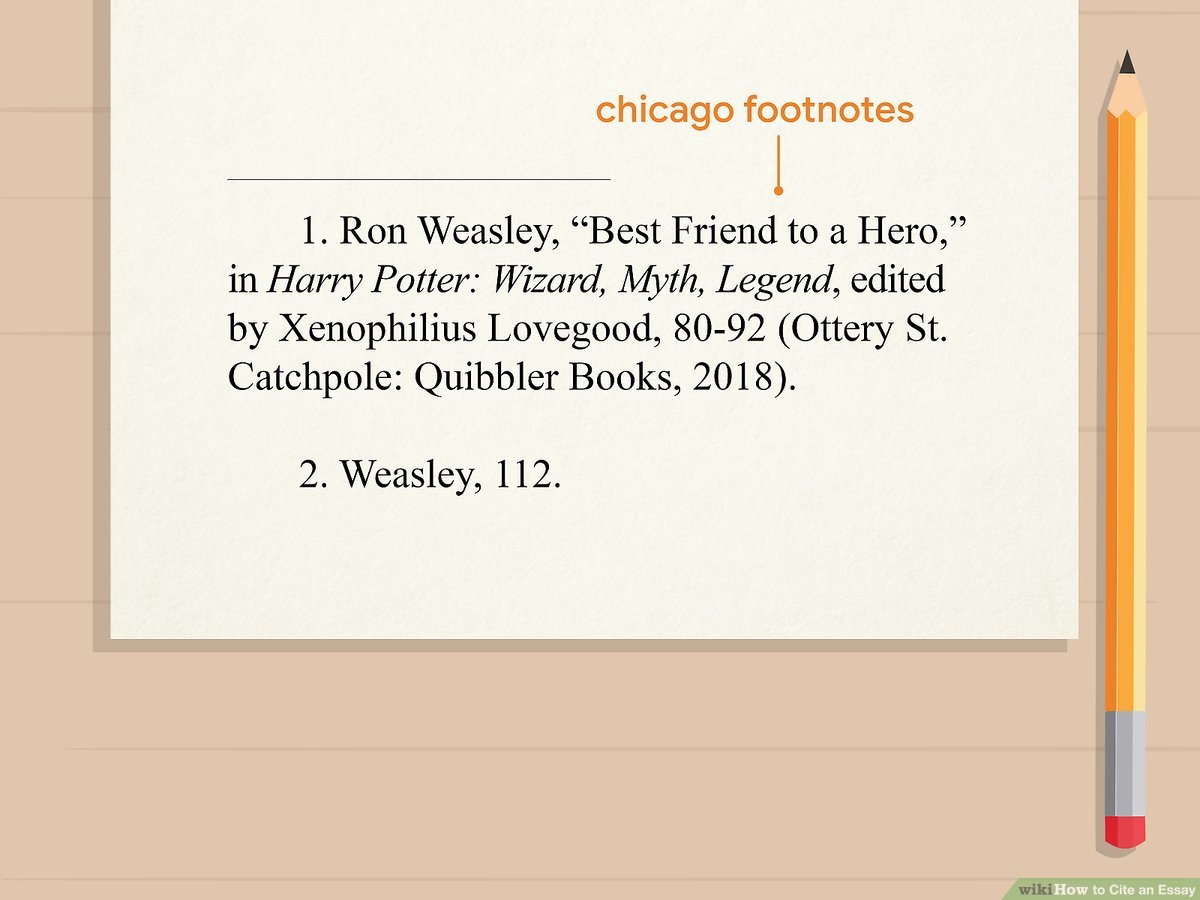 chicago footnotes
1. Ron Weasley, “Best Friend to a Hero,”
in Harry Potter: Wizard, Myth, Legend, edited
by Xenophilius Lovegood, 80-92 (Ottery St.
Catchpole: Quibbler Books, 2018).
2. Weasley, 112.
wikiHow to Cite an Essay